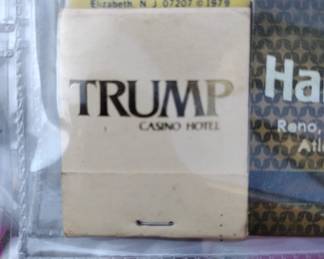 Elizabeth, N J 07207 © 1979
TRUMP
CASINO HOTEL
Ha
Reno,
Atl